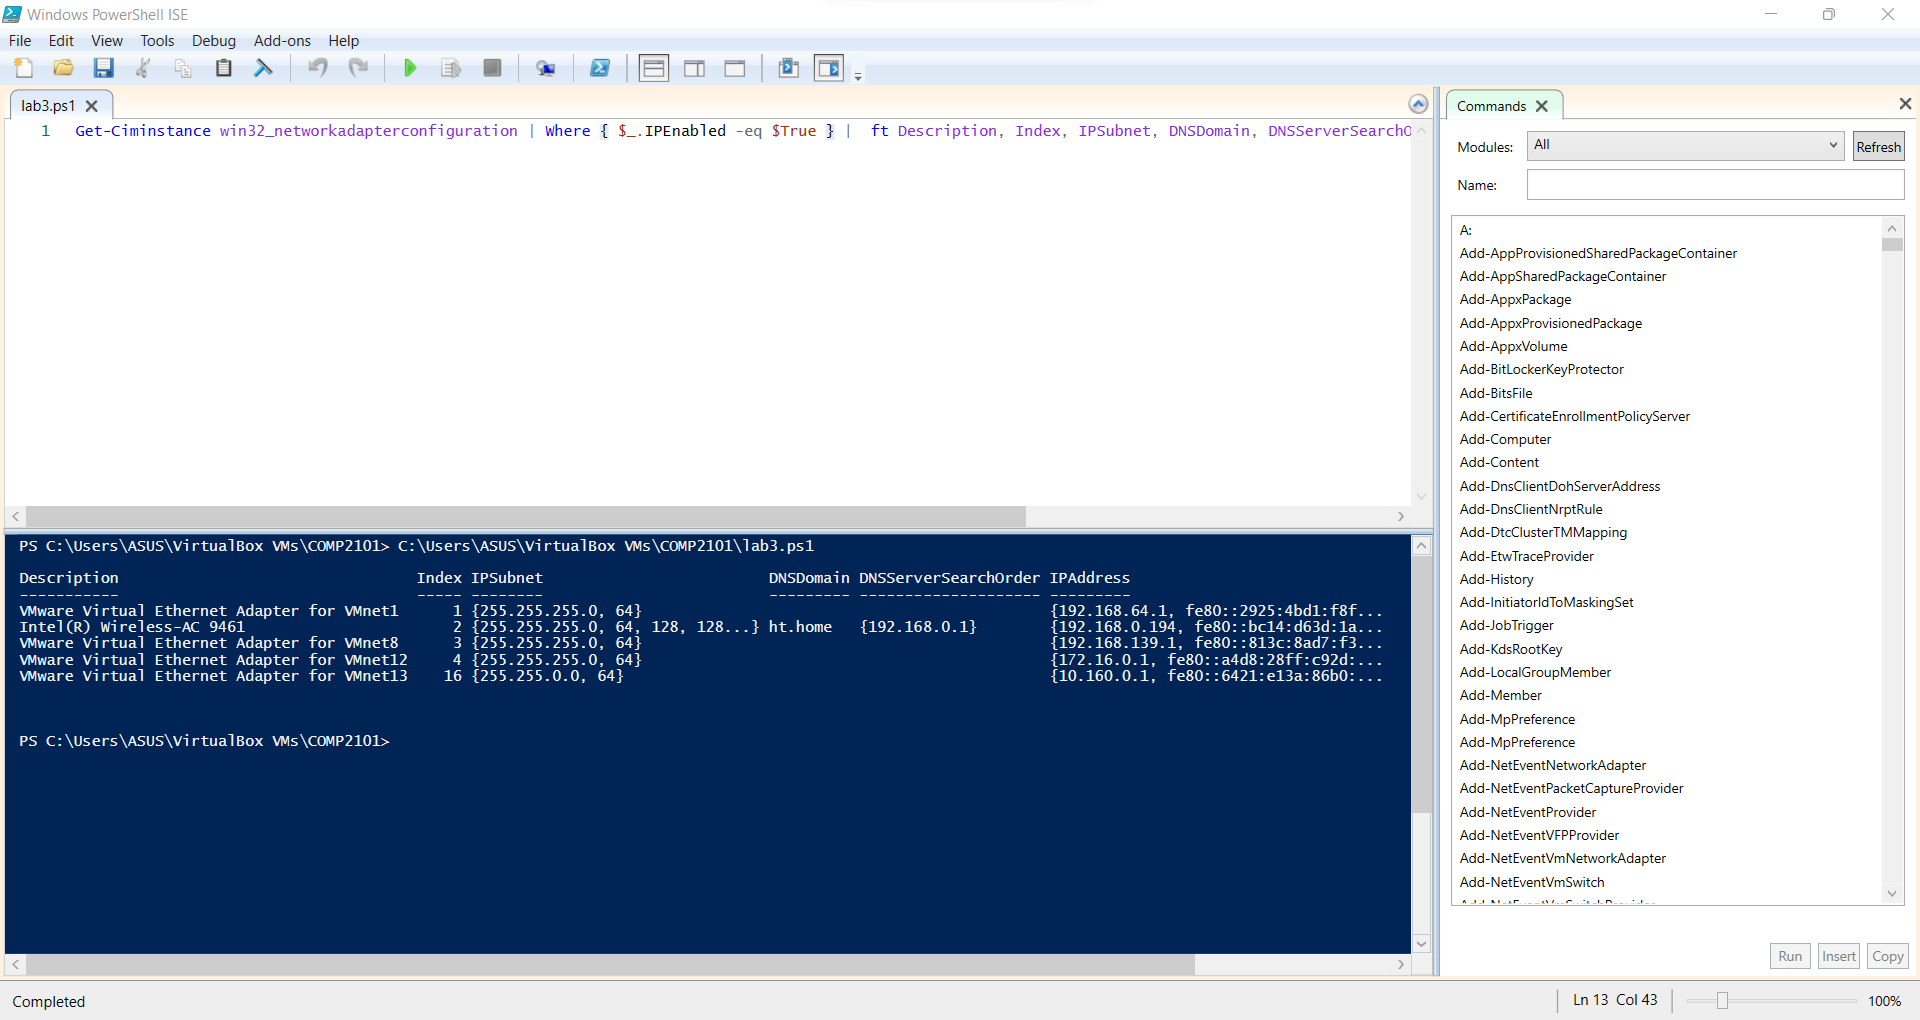 Windows PowerShell ISE
File Edit View Tools Debug Add-ons Help
lab3.ps1
1 Get-Ciminstance win32_networkadapterconfiguration | Where { $_.IPEnabled -eq $True } | ft Description, Index, IPSubnet, DNSDomain, DNSServerSearchO
PS C:\Users\ASUS\VirtualBox VMs\COMP2101> C:\Users\ASUS\VirtualBox VMs\COMP2101\lab3.ps1
Description Index IPSubnet DNSDomain DNSServerSearchOrder IPAddress
----------- ----- -------- --------- -------------------- ---------
VMware Virtual Ethernet Adapter for VMnet1 1 {255.255.255.0, 64} {192.168.64.1, fe80::2925:4bd1:f8f...
Intel(R) Wireless-AC 9461 2 {255.255.255.0, 64, 128, 128...} ht.home {192.168.0.1} {192.168.0.194, fe80::bc14:d63d:1a...
VMware Virtual Ethernet Adapter for VMnet8 3 {255.255.255.0, 64} {192.168.139.1, fe80::813c:8ad7:f3...
VMware Virtual Ethernet Adapter for VMnet12 4 {255.255.255.0, 64} {172.16.0.1, fe80::a4d8:28ff:c92d:...
VMware Virtual Ethernet Adapter for VMnet13 16 {255.255.0.0, 64} {10.160.0.1, fe80::6421:e13a:86b0:...
PS C:\Users\ASUS\VirtualBox VMs\COMP2101>
Commands
Modules: All Refresh
Name:
A:
Add-AppProvisionedSharedPackageContainer
Add-AppSharedPackageContainer
Add-AppxPackage
Add-AppxProvisionedPackage
Add-AppxVolume
Add-BitLockerKeyProtector
Add-BitsFile
Add-CertificateEnrollmentPolicyServer
Add-Computer
Add-Content
Add-DnsClientDohServerAddress
Add-DnsClientNrptRule
Add-DtcClusterTMMapping
Add-EtwTraceProvider
Add-History
Add-InitiatorIdToMaskingSet
Add-JobTrigger
Add-KdsRootKey
Add-LocalGroupMember
Add-Member
Add-MpPreference
Add-MpPreference
Add-NetEventNetworkAdapter
Add-NetEventPacketCaptureProvider
Add-NetEventProvider
Add-NetEventVFPProvider
Add-NetEventVmNetworkAdapter
Add-NetEventVmSwitch
Run Insert Copy
Completed Ln 13 Col 43 100%